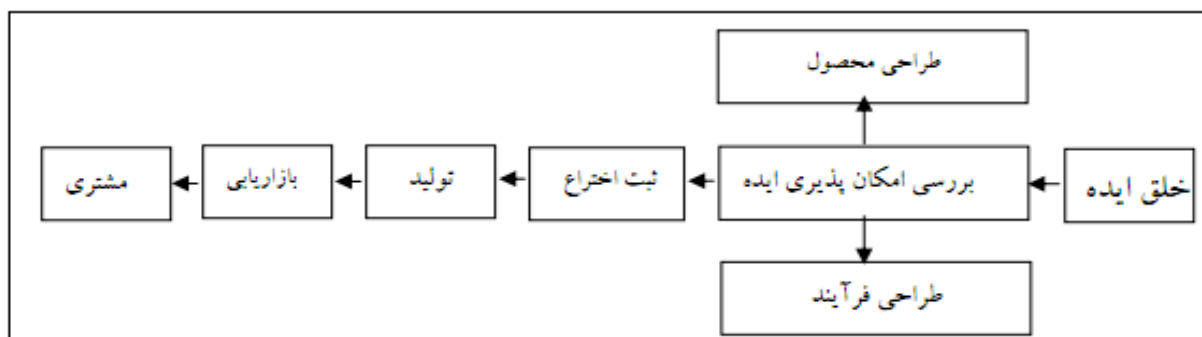 طراحی محصول
خلق ایده
بررسی امکان پذیری ایده
ثبت اختراع
تولید
بازاریابی
مشتری
طراحی فرآیند